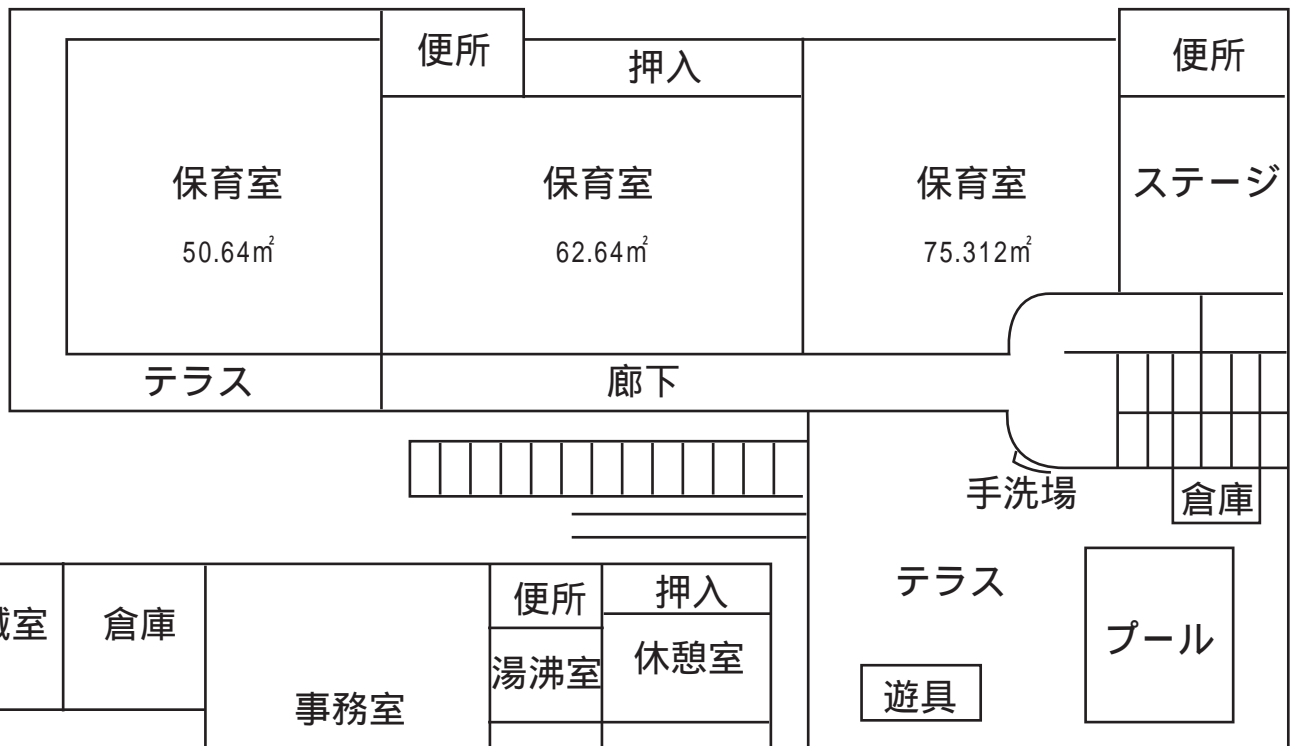 便所
押入
便所
保育室
50.64㎡
保育室
62.64㎡
保育室
75.312㎡
ステージ
テラス
廊下
手洗場
倉庫
テラス
プール
遊具
室
倉庫
事務室
便所
湯沸室
押入
休憩室